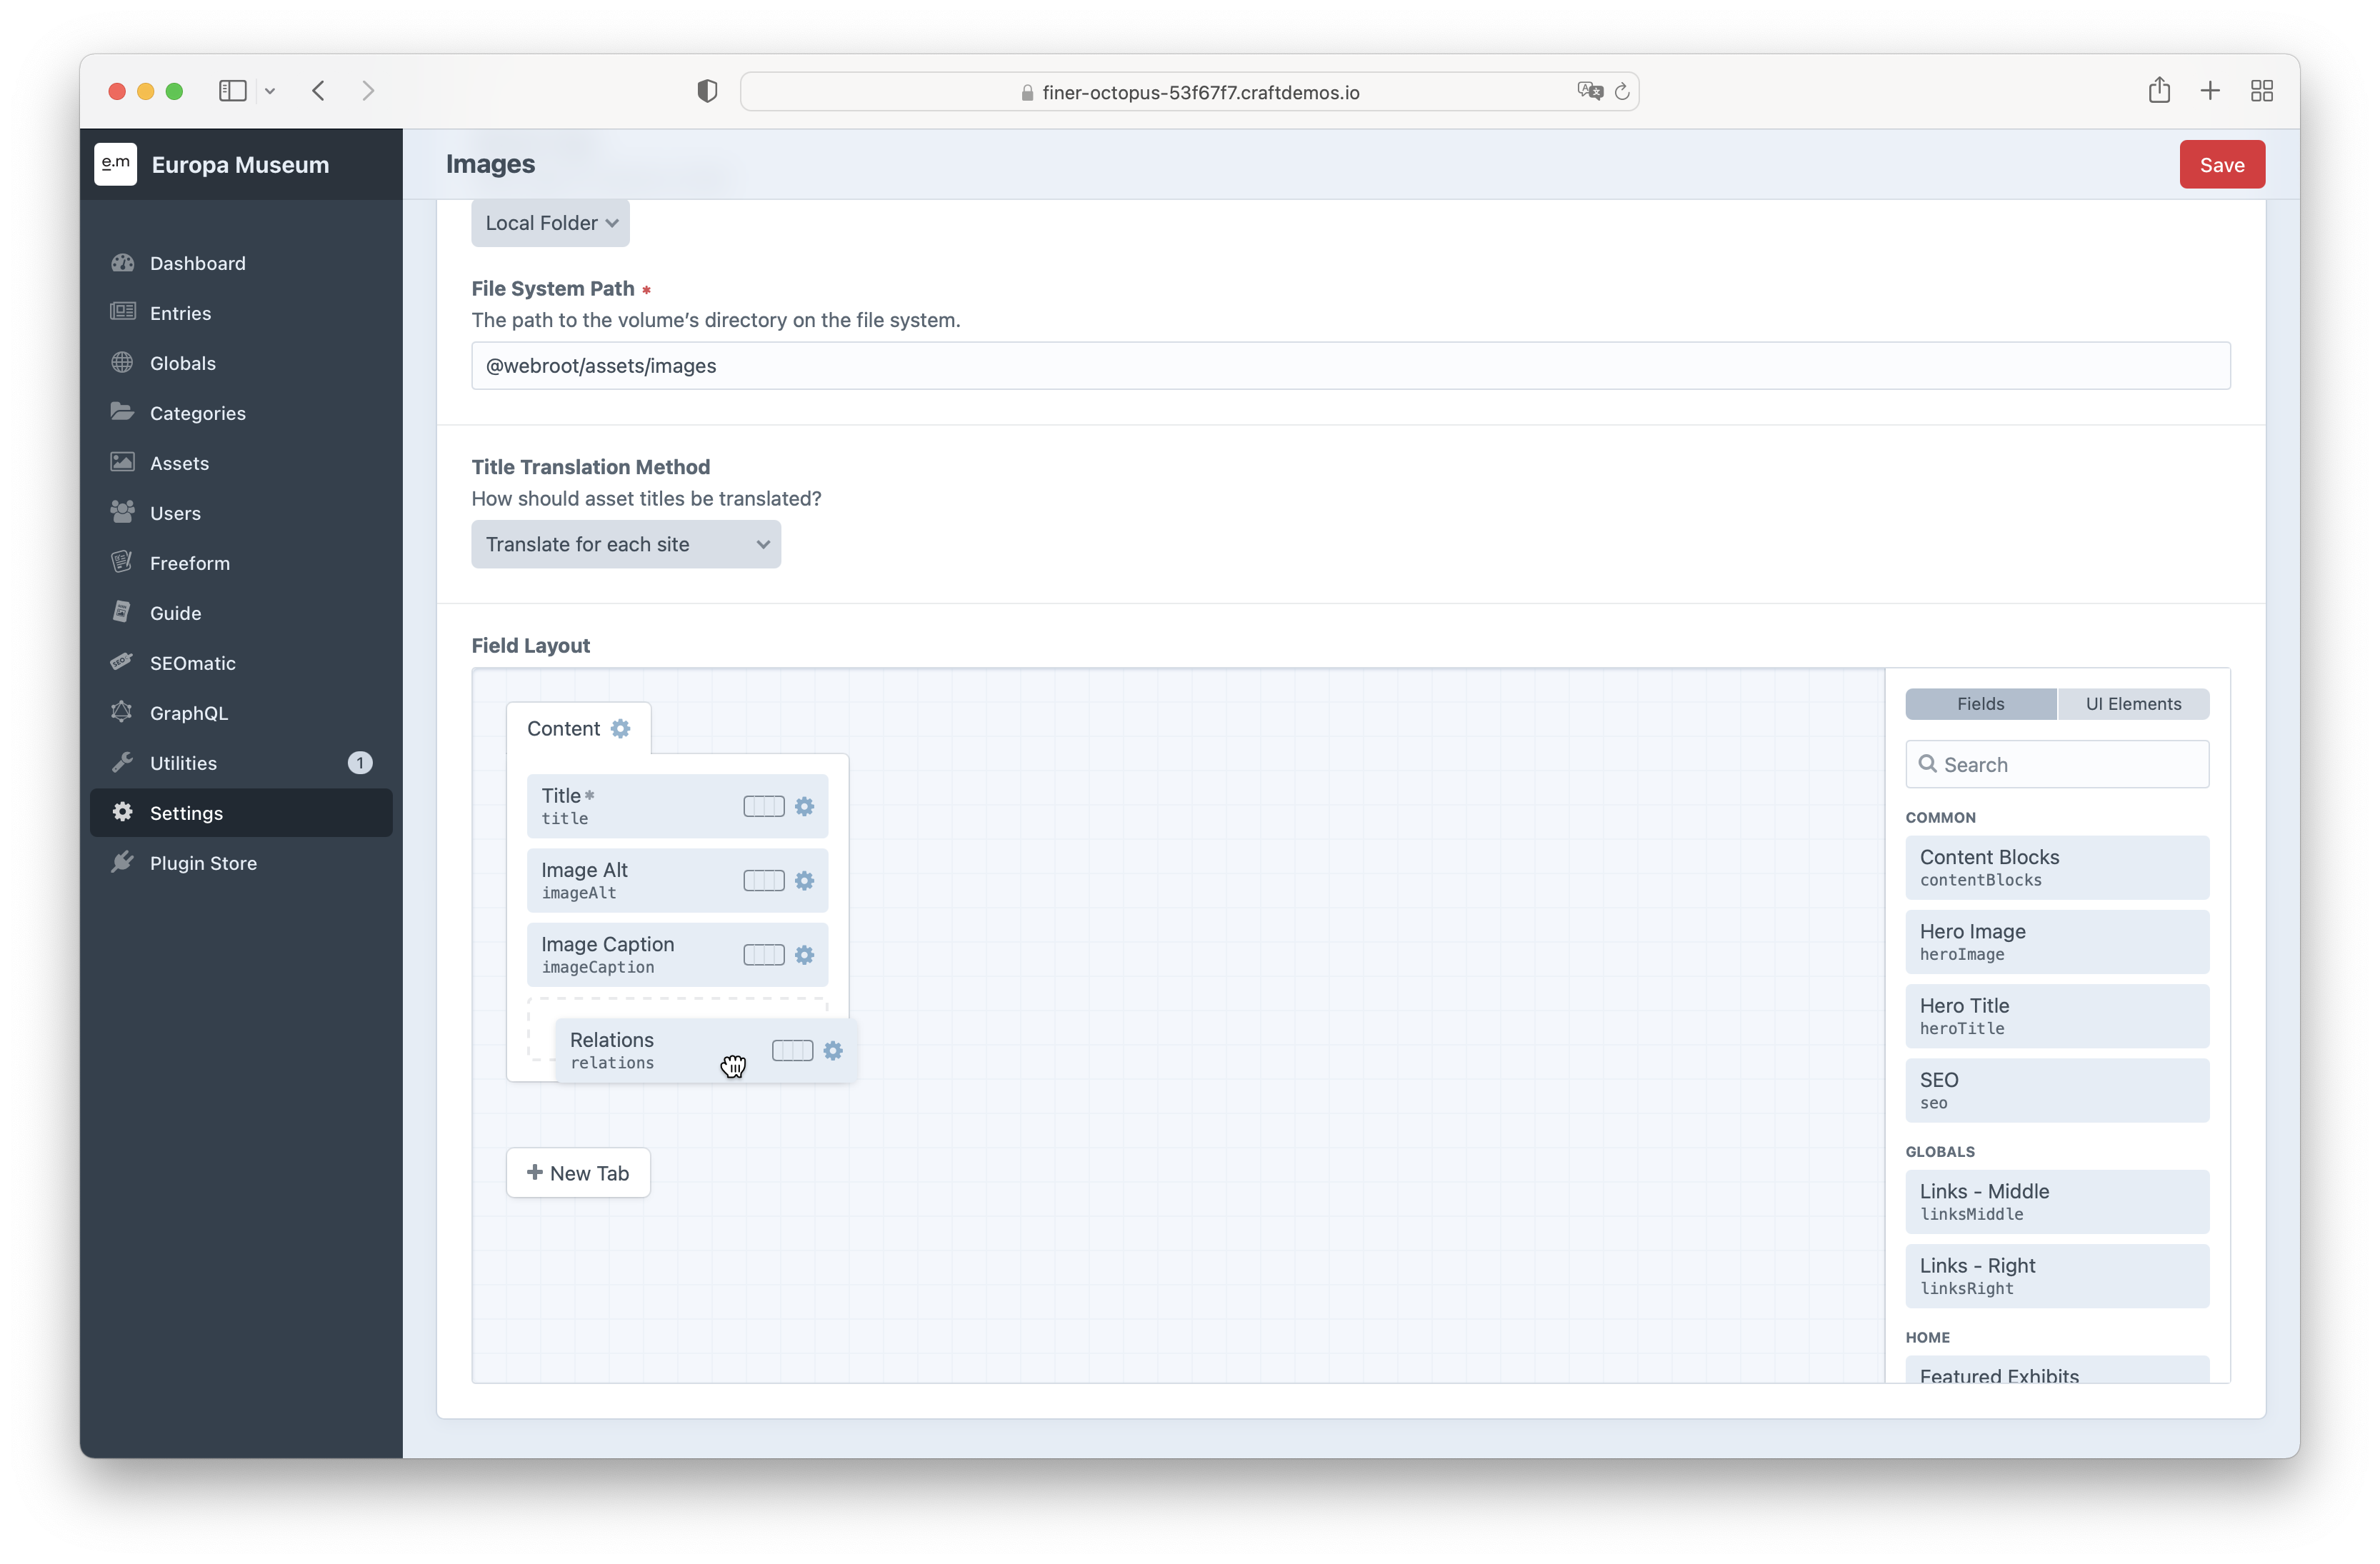 finer-octopus-53f67f7.craftdemos.io
e.m
Europa Museum
Images
Save
Dashboard
Entries
Globals
Categories
Assets
Users
Freeform
Guide
SEOmatic
GraphQL
Utilities
1
Settings
Plugin Store
Local Folder
File System Path *
The path to the volume’s directory on the file system.
@webroot/assets/images
Title Translation Method
How should asset titles be translated?
Translate for each site
Field Layout
Content
Title *
title
Image Alt
imageAlt
Image Caption
imageCaption
Relations
relations
+ New Tab
Fields
UI Elements
Search
COMMON
Content Blocks
contentBlocks
Hero Image
heroImage
Hero Title
heroTitle
SEO
seo
GLOBALS
Links - Middle
linksMiddle
Links - Right
linksRight
HOME
Featured Exhibits